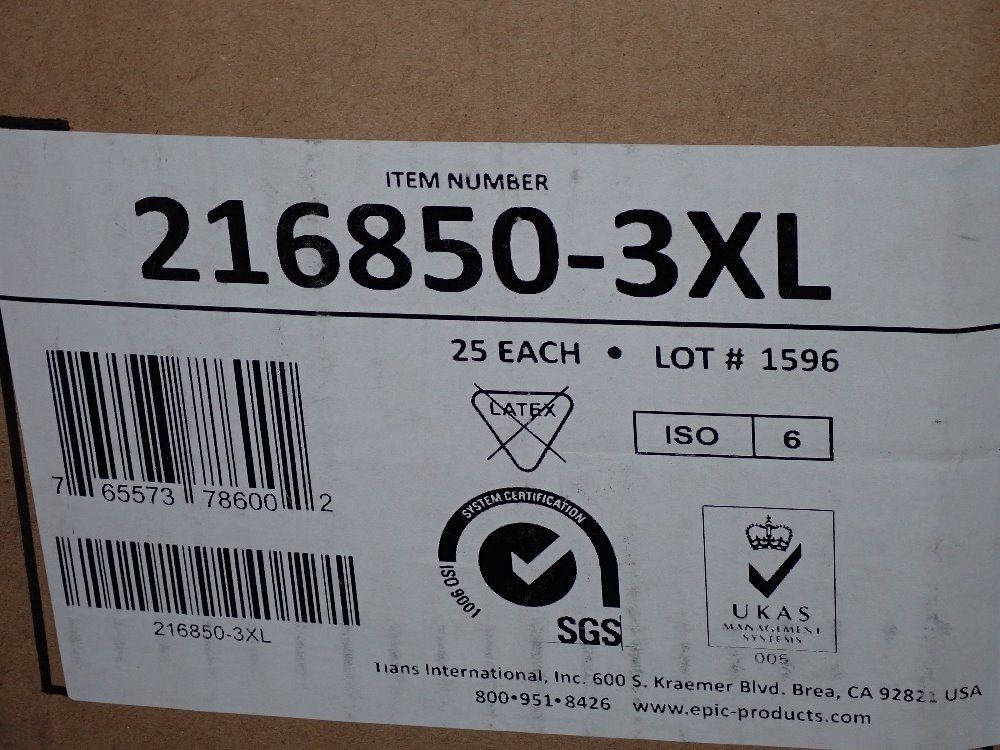 ITEM NUMBER
216850-3XL
25 EACH • LOT # 1596
LATEX
ISO 6
7 65573 78600 2
SYSTEM CERTIFICATION
ISO 9001
SGS
UKAS
MANAGEMENT
SYSTEMS
005
216850-3XL
International, Inc. 600 S. Kraemer Blvd. Brea, CA 92821 USA
800•951•8426 www.epic-products.com